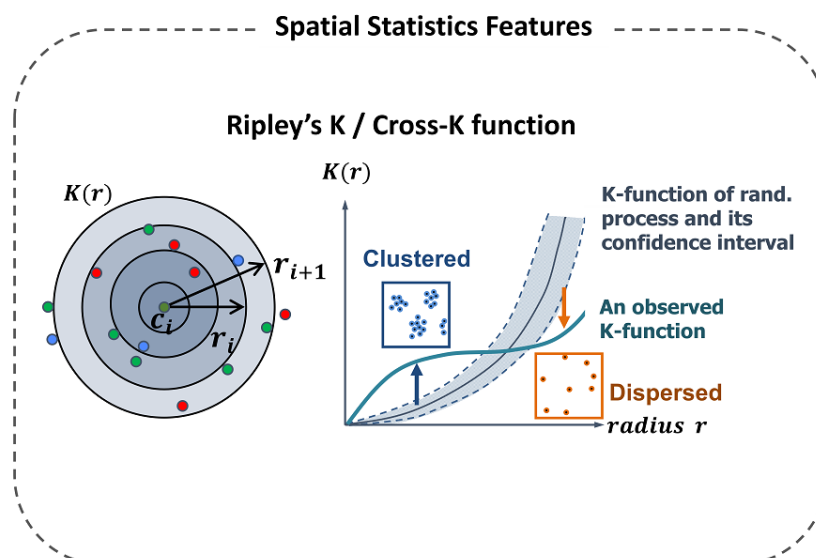 Spatial Statistics Features
Ripley's K / Cross-K function
K(r)
r_{i+1}
c_i
r_i
K(r)
K-function of rand.
process and its
confidence interval
Clustered
An observed
K-function
Dispersed
radius r